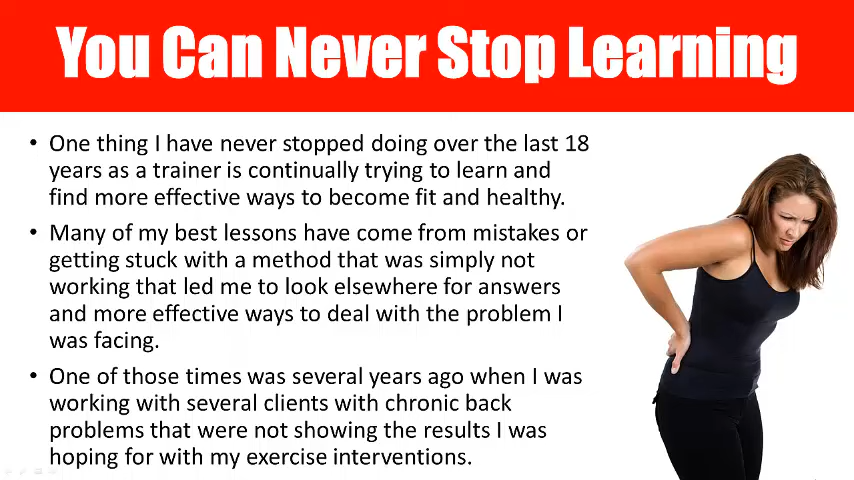 You Can Never Stop Learning
• One thing I have never stopped doing over the last 18
years as a trainer is continually trying to learn and
find more effective ways to become fit and healthy.
• Many of my best lessons have come from mistakes or
getting stuck with a method that was simply not
working that led me to look elsewhere for answers
and more effective ways to deal with the problem I
was facing.
• One of those times was several years ago when I was
working with several clients with chronic back
problems that were not showing the results I was
hoping for with my exercise interventions.